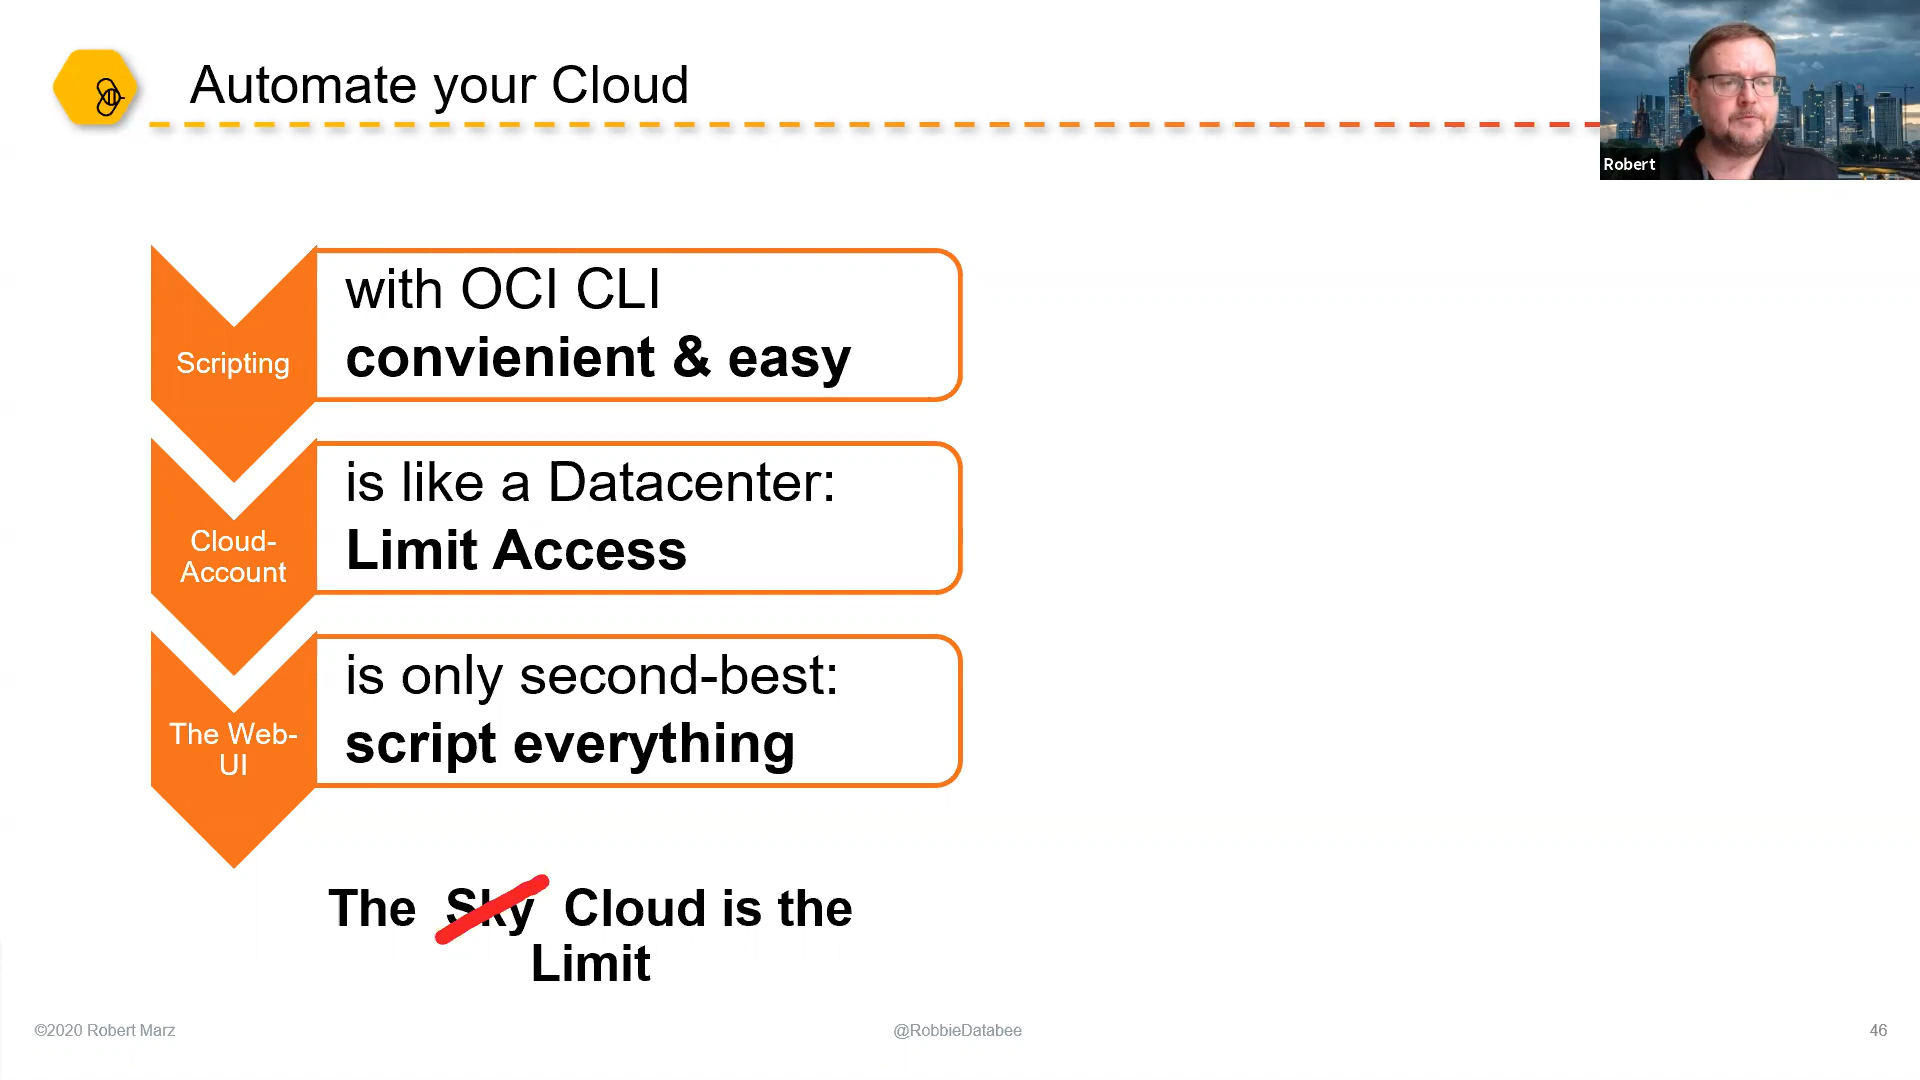 Automate your Cloud
Robert
Scripting
with OCI CLI
convienient & easy
Cloud-
Account
is like a Datacenter:
Limit Access
The Web-
UI
is only second-best:
script everything
The Sky Cloud is the
Limit
©2020 Robert Marz
@RobbieDatabee
46